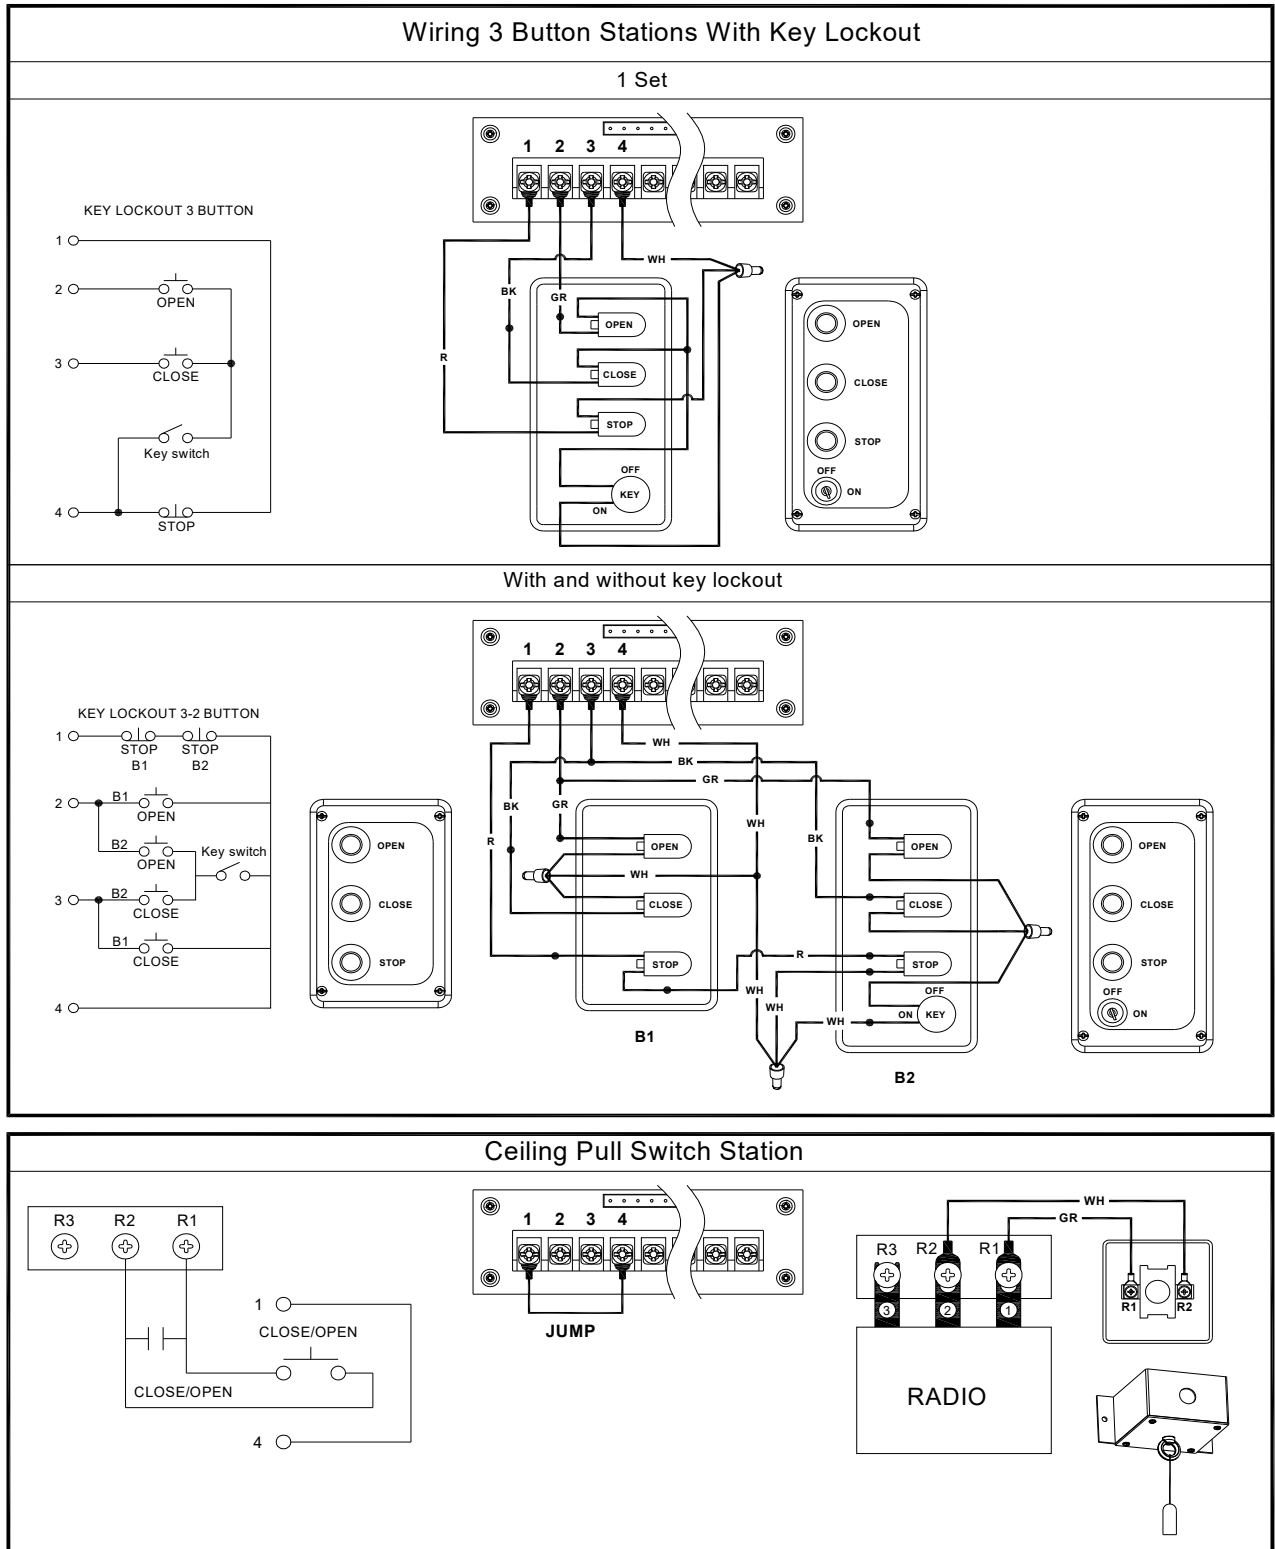 Wiring 3 Button Stations With Key Lockout
1 Set
1 2 3 4
KEY LOCKOUT 3 BUTTON
1
2
OPEN
3
CLOSE
Key switch
4
STOP
WH
BK
GR
R
OPEN
CLOSE
STOP
OFF
KEY
ON
OPEN
CLOSE
STOP
OFF
ON
With and without key lockout
1 2 3 4
KEY LOCKOUT 3-2 BUTTON
1
STOP STOP
B1 B2
2 B1
OPEN
B2 Key switch
OPEN
3 B2
CLOSE
B1
CLOSE
4
OPEN
CLOSE
STOP
WH
BK
GR
BK
GR
R
WH
BK
OPEN
WH
CLOSE
STOP
B1
R
WH
WH
WH
OPEN
CLOSE
STOP
OFF
ON KEY
B2
OPEN
CLOSE
STOP
OFF
ON
Ceiling Pull Switch Station
R3 R2 R1
1
CLOSE/OPEN
CLOSE/OPEN
4
1 2 3 4
JUMP
WH
GR
R3 R2 R1
3 2 1
RADIO
R1 R2